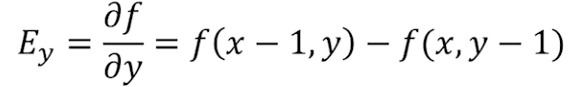 E_y = ∂f/∂y = f(x − 1, y) − f(x, y − 1)